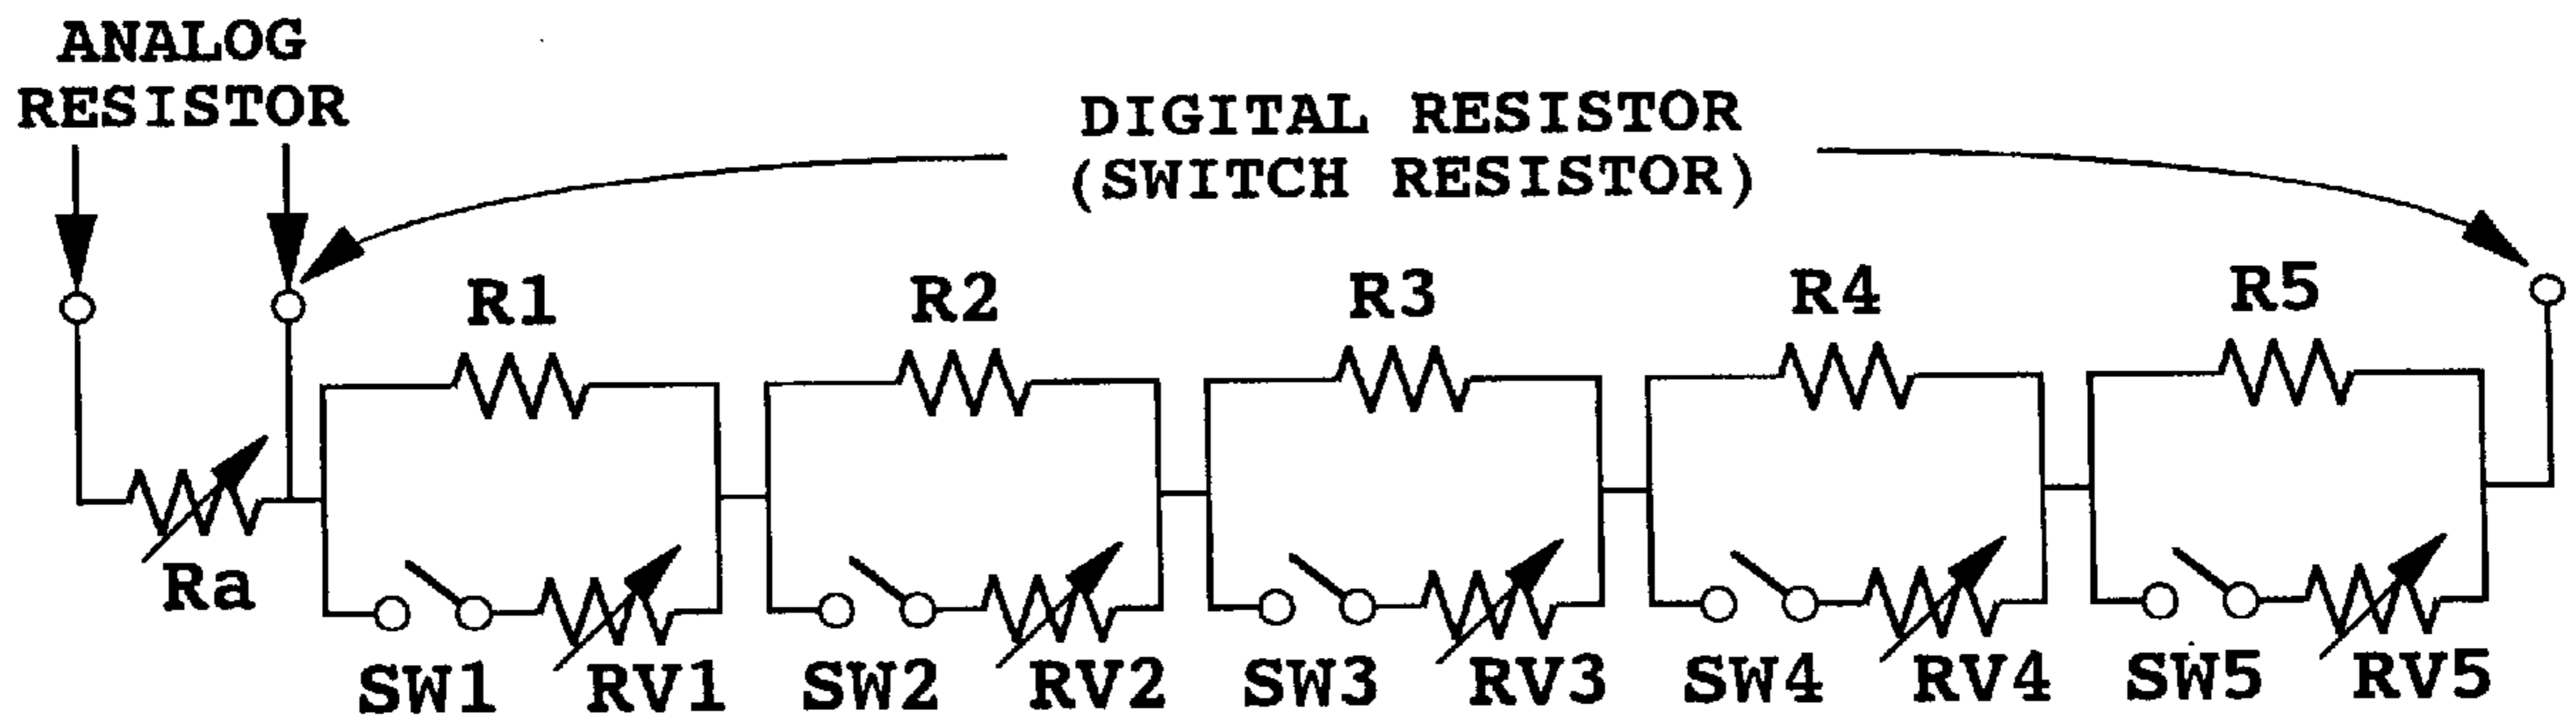 ANALOG
RESISTOR
DIGITAL RESISTOR
(SWITCH RESISTOR)
R1 R2 R3 R4 R5
Ra
SW1 RV1 SW2 RV2 SW3 RV3 SW4 RV4 SW5 RV5